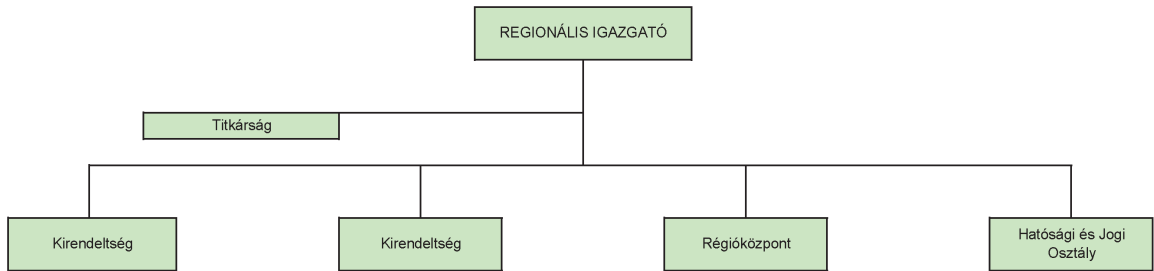 REGIONÁLIS IGAZGATÓ
Titkárság
Kirendeltség
Kirendeltség
Régióközpont
Hatósági és Jogi
Osztály